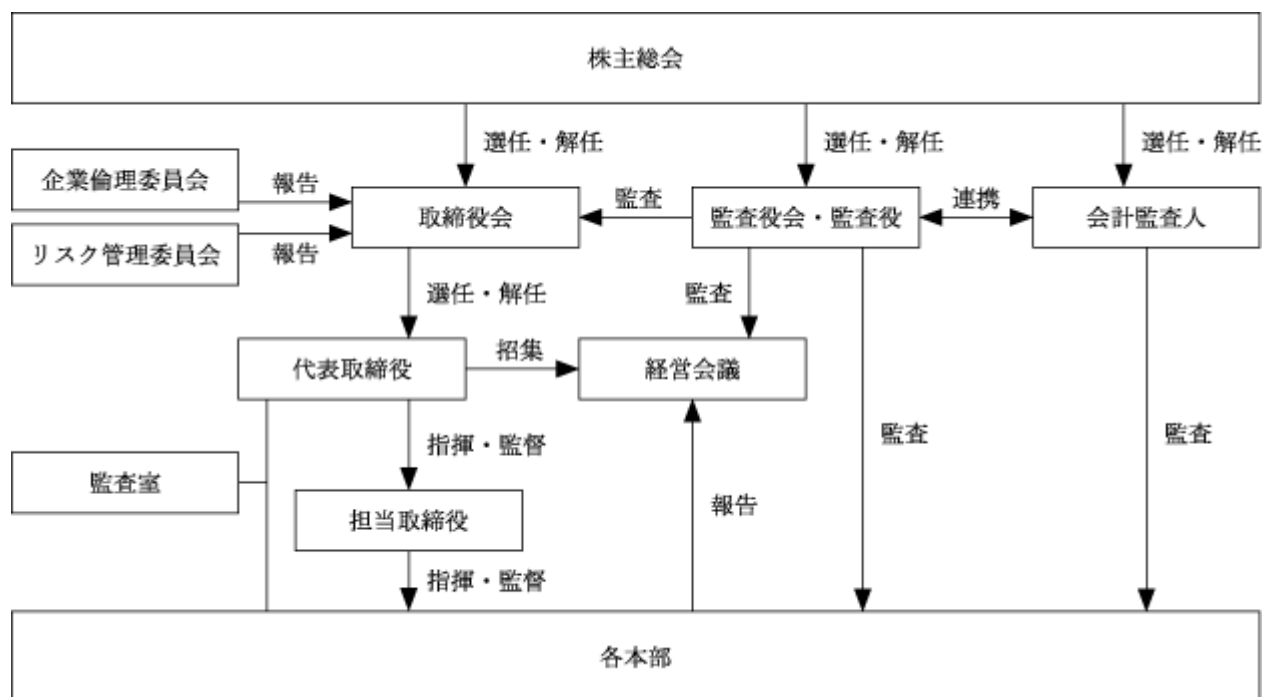 株主総会
選任・解任
選任・解任
選任・解任
企業倫理委員会
報告
取締役会
監査
監査役会・監査役
連携
会計監査人
リスク管理委員会
報告
選任・解任
監査
代表取締役
招集
経営会議
指揮・監督
監査
監査
監査室
報告
担当取締役
指揮・監督
各本部